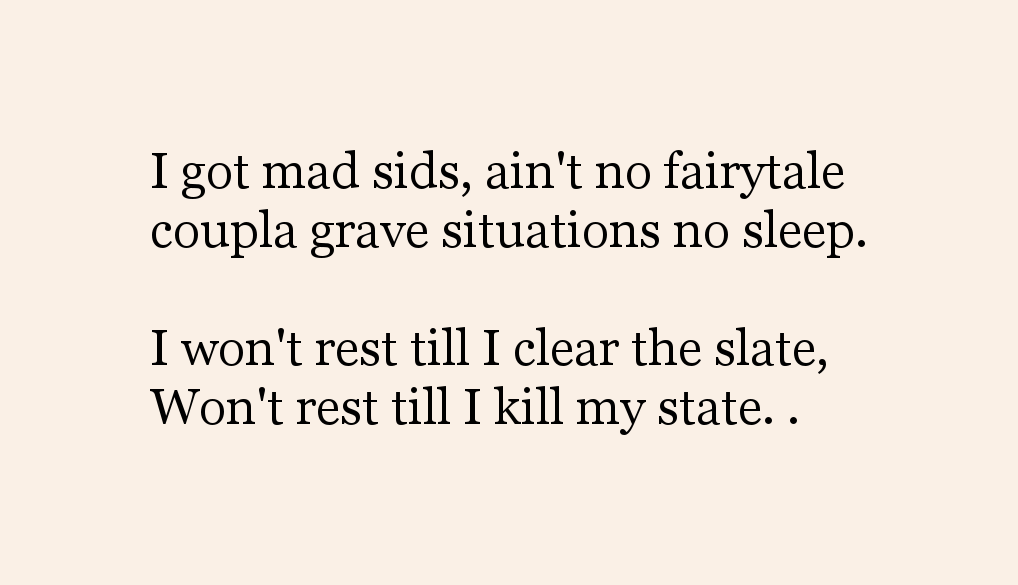 I got mad sids, ain't no fairytale
coupla grave situations no sleep.
I won't rest till I clear the slate,
Won't rest till I kill my state. .